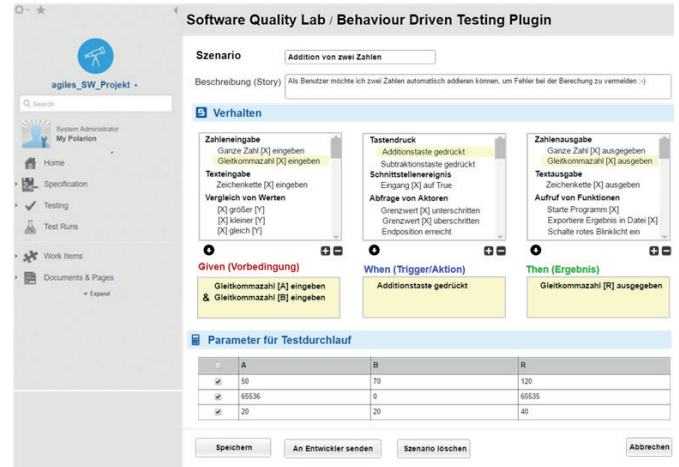 Software Quality Lab / Behaviour Driven Testing Plugin
agiles_SW_Projekt
Search
System Administrator
My Polarion
Home
Specification
Testing
Test Runs
Work Items
Documents & Pages
Expand
Szenario
Addition von zwei Zahlen
Beschreibung (Story)
Als Benutzer möchte ich zwei Zahlen automatisch addieren können, um Fehler bei der Berechung zu vermeiden :-)
Verhalten
Zahleneingabe
Ganze Zahl [X] eingeben
Gleitkommazahl [X] eingeben
Texteingabe
Zeichenkette [X] eingeben
Vergleich von Werten
[X] größer [Y]
[X] kleiner [Y]
[X] gleich [Y]
Tastendruck
Additionstaste gedrückt
Subtraktionstaste gedrückt
Schnittstellenereignis
Eingang [X] auf True
Abfrage von Aktoren
Grenzwert [X] unterschritten
Grenzwert [X] überschritten
Endposition erreicht
Zahlenausgabe
Ganze Zahl [X] ausgegeben
Gleitkommazahl [X] ausgeben
Textausgabe
Zeichenkette [X] ausgeben
Aufruf von Funktionen
Starte Programm [X]
Exportiere Ergebnis in Datei [X]
Schalte rotes Blinklicht ein
Given (Vorbedingung)
Gleitkommazahl [A] eingeben
& Gleitkommazahl [B] eingeben
When (Trigger/Aktion)
Additionstaste gedrückt
Then (Ergebnis)
Gleitkommazahl [R] ausgegeben
Parameter für Testdurchlauf
A B R
50 70 120
65536 0 65535
20 20 40
Speichern An Entwickler senden Szenario löschen Abbrechen